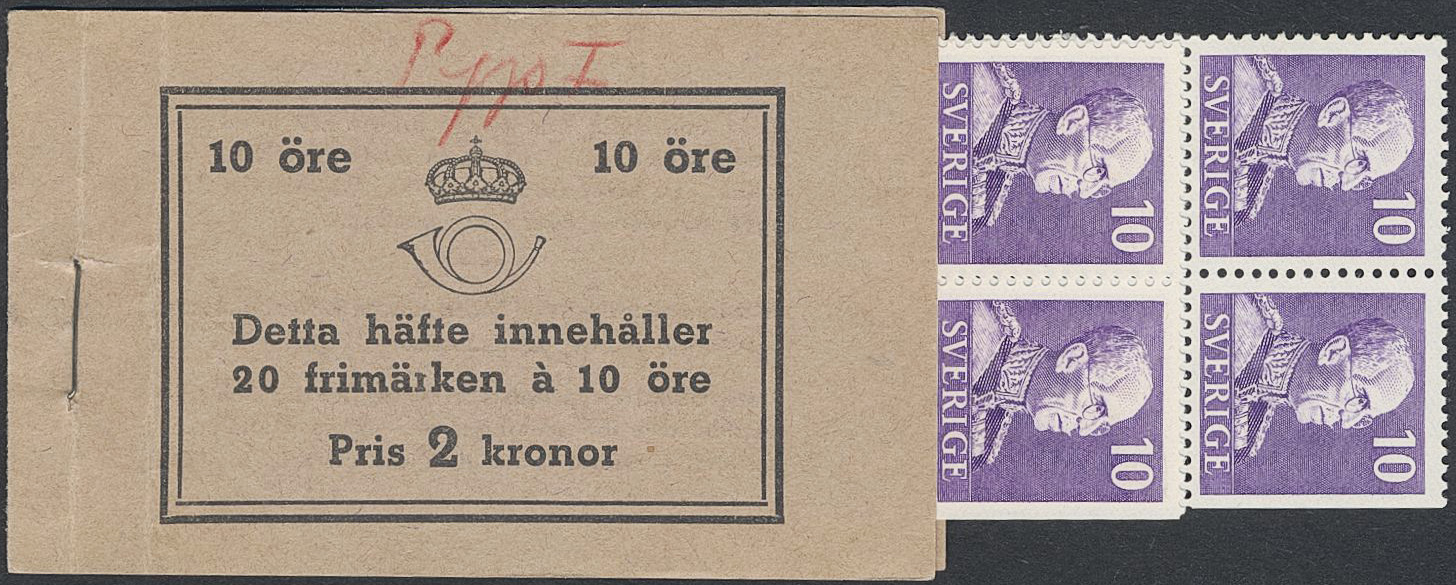 10 öre 10 öre
Detta häfte innehåller
20 frimärken à 10 öre
Pris 2 kronor
SVERIGE 10
SVERIGE 10
SVERIGE 10
SVERIGE 10